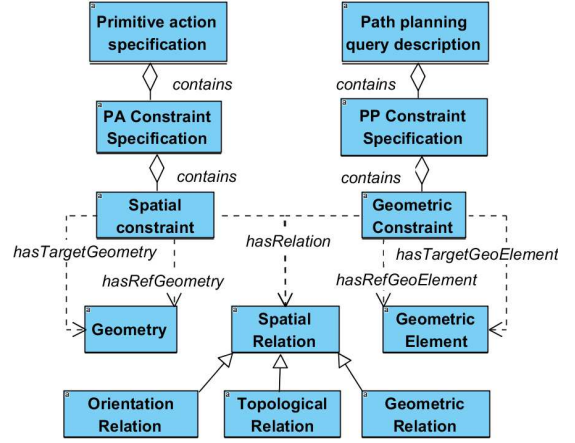 Primitive action
specification
Path planning
query description
contains
contains
PA Constraint
Specification
PP Constraint
Specification
contains
contains
Spatial
constraint
Geometric
Constraint
hasTargetGeometry
hasRelation
hasTargetGeoElement
hasRefGeometry
hasRefGeoElement
Geometry
Spatial
Relation
Geometric
Element
Orientation
Relation
Topological
Relation
Geometric
Relation